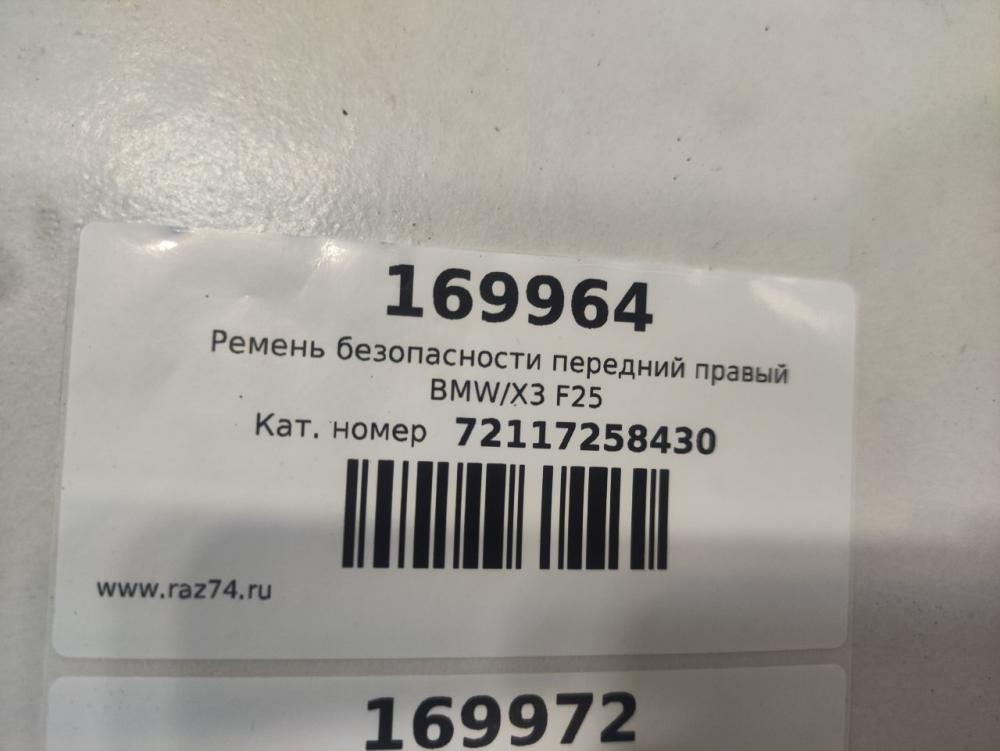 169964
Ремень безопасности передний правый
BMW/X3 F25
Кат. номер 72117258430
www.raz74.ru
169972